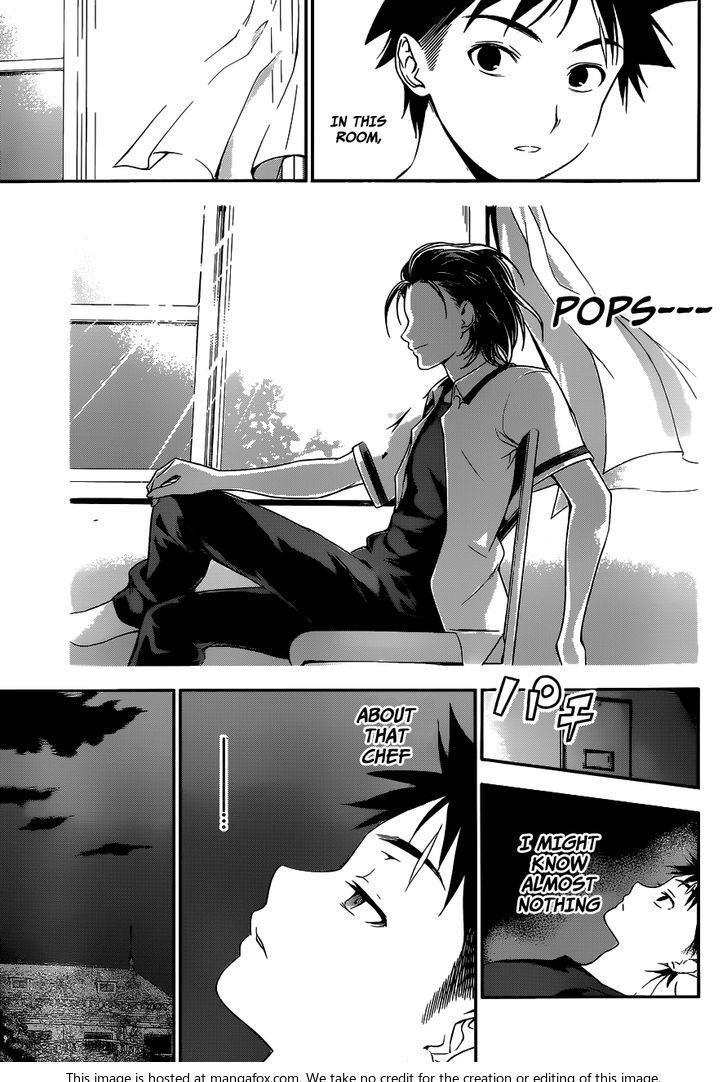 IN THIS
ROOM,
POPS---
パチ
I MIGHT
KNOW
ALMOST
NOTHING
ABOUT
THAT
CHEF
This image is hosted at mangafox.com. We take no credit for the creation or editing of this image.